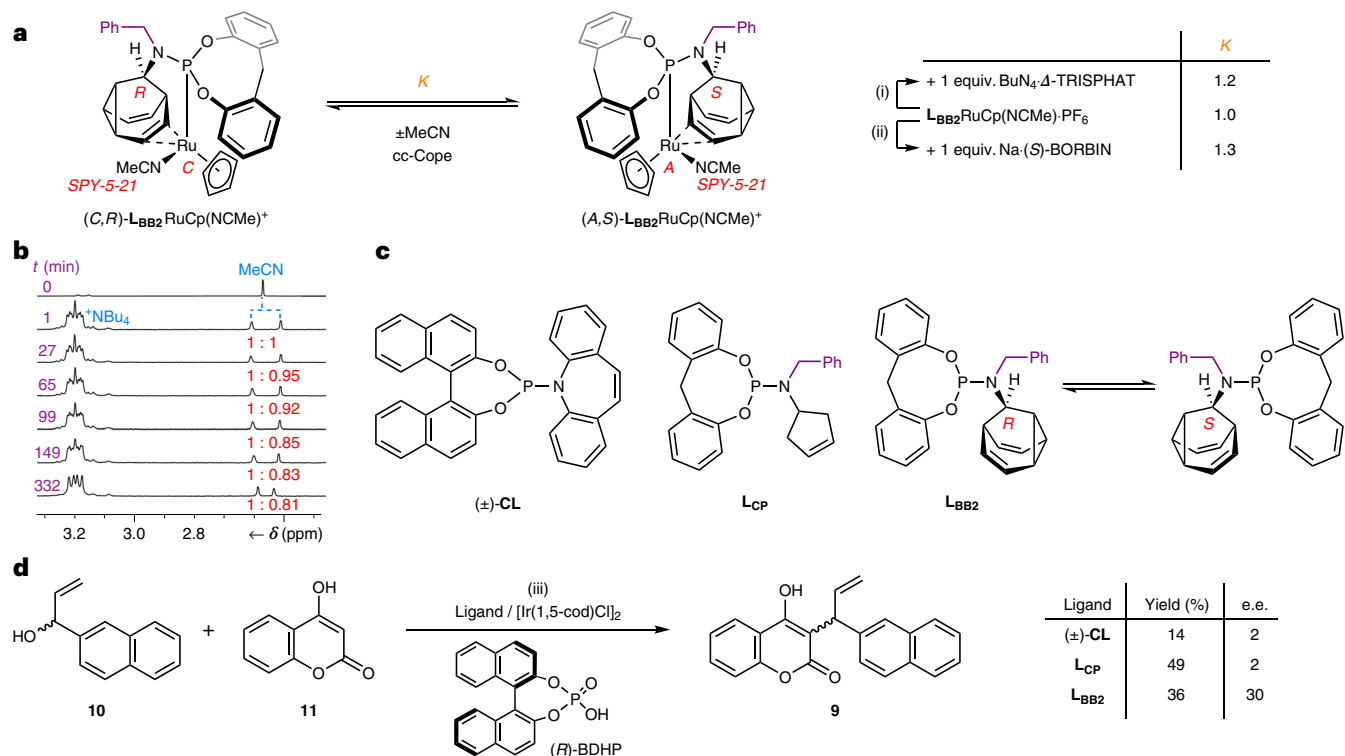 a
Ph
N
H
R
P
O
O
Ru
MeCN
C
SPY-5-21
(C,R)-LBB2RuCp(NCMe)+
K
±MeCN
cc-Cope
O
P
O
N
Ph
H
S
Ru
NCMe
A
SPY-5-21
(A,S)-LBB2RuCp(NCMe)+
K
(i) + 1 equiv. BuN4·Δ-TRISPHAT 1.2
LBB2RuCp(NCMe)·PF6 1.0
(ii) + 1 equiv. Na·(S)-BORBIN 1.3
b
t (min)
MeCN
0
1 +NBu4
1 : 1
27
1 : 0.95
65
1 : 0.92
99
1 : 0.85
149
1 : 0.83
332
1 : 0.81
3.2 3.0 2.8 ← δ (ppm)
c
O
P
O
N
(±)-CL
O
P
O
N
Ph
LCP
O
P
O
N
Ph
H
R
LBB2
Ph
H
N
S
P
O
O
d
HO
10
+
OH
O
O
11
(iii)
Ligand / [Ir(1,5-cod)Cl]2
O
O
P
O
OH
(R)-BDHP
OH
O
O
9
Ligand Yield (%) e.e.
(±)-CL 14 2
LCP 49 2
LBB2 36 30